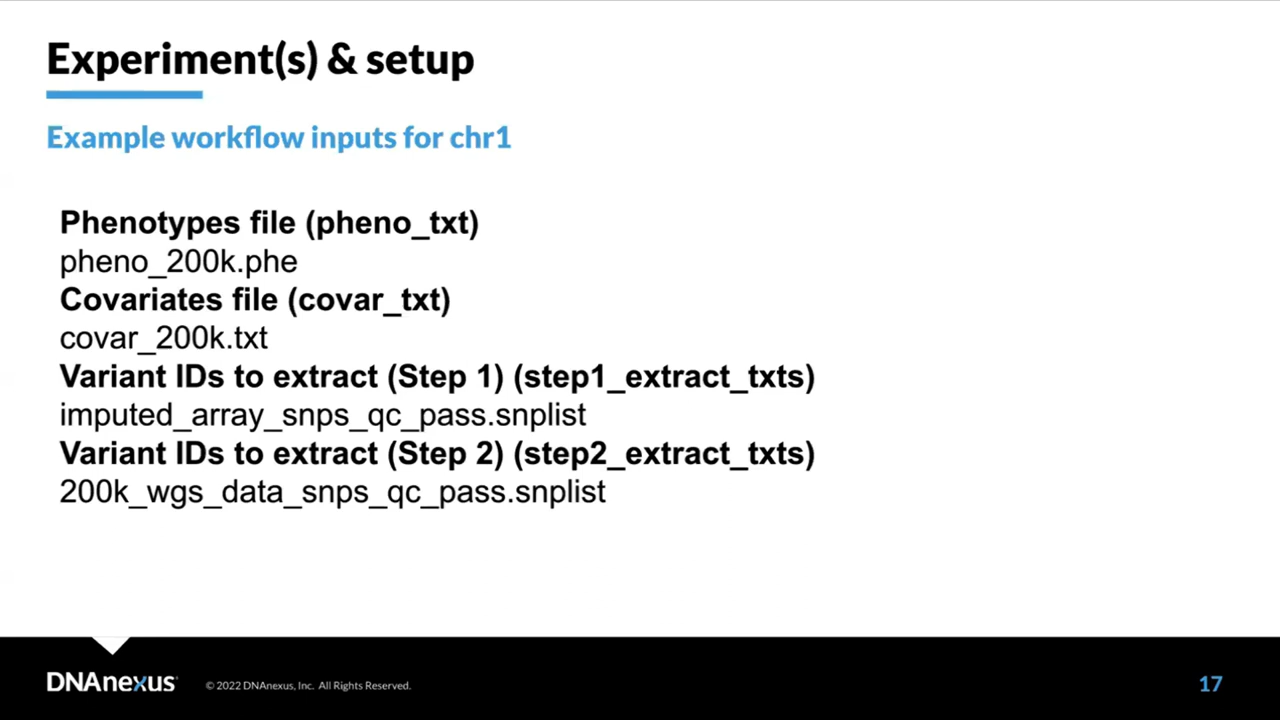 Experiment(s) & setup
Example workflow inputs for chr1
Phenotypes file (pheno_txt)
pheno_200k.phe
Covariates file (covar_txt)
covar_200k.txt
Variant IDs to extract (Step 1) (step1_extract_txts)
imputed_array_snps_qc_pass.snplist
Variant IDs to extract (Step 2) (step2_extract_txts)
200k_wgs_data_snps_qc_pass.snplist
DNAnexus
© 2022 DNAnexus, Inc. All Rights Reserved.
17